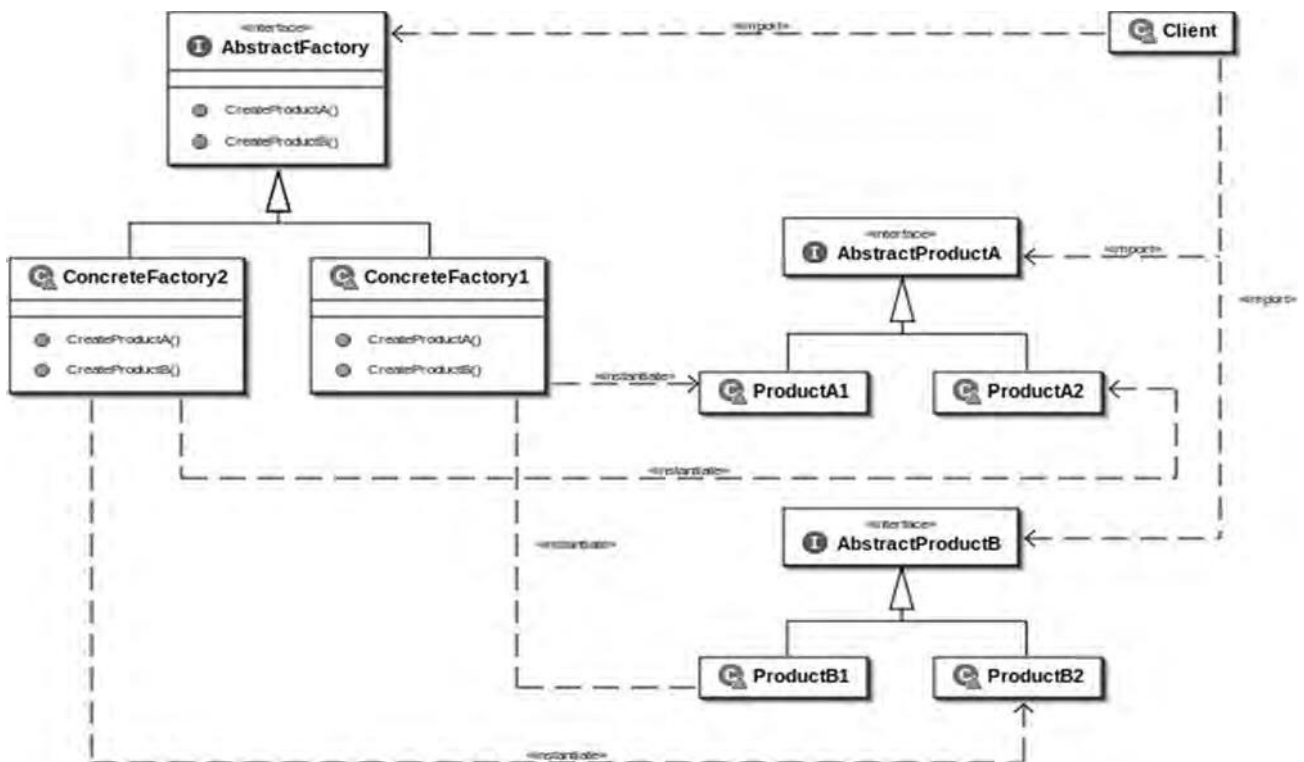 «interface»
I AbstractFactory
CreateProductA()
CreateProductB()
«import»
C Client
C ConcreteFactory2
CreateProductA()
CreateProductB()
C ConcreteFactory1
CreateProductA()
CreateProductB()
«interface»
I AbstractProductA
«import»
«import»
«instantiate»
C ProductA1
C ProductA2
«instantiate»
«interface»
I AbstractProductB
«instantiate»
C ProductB1
C ProductB2
«instantiate»